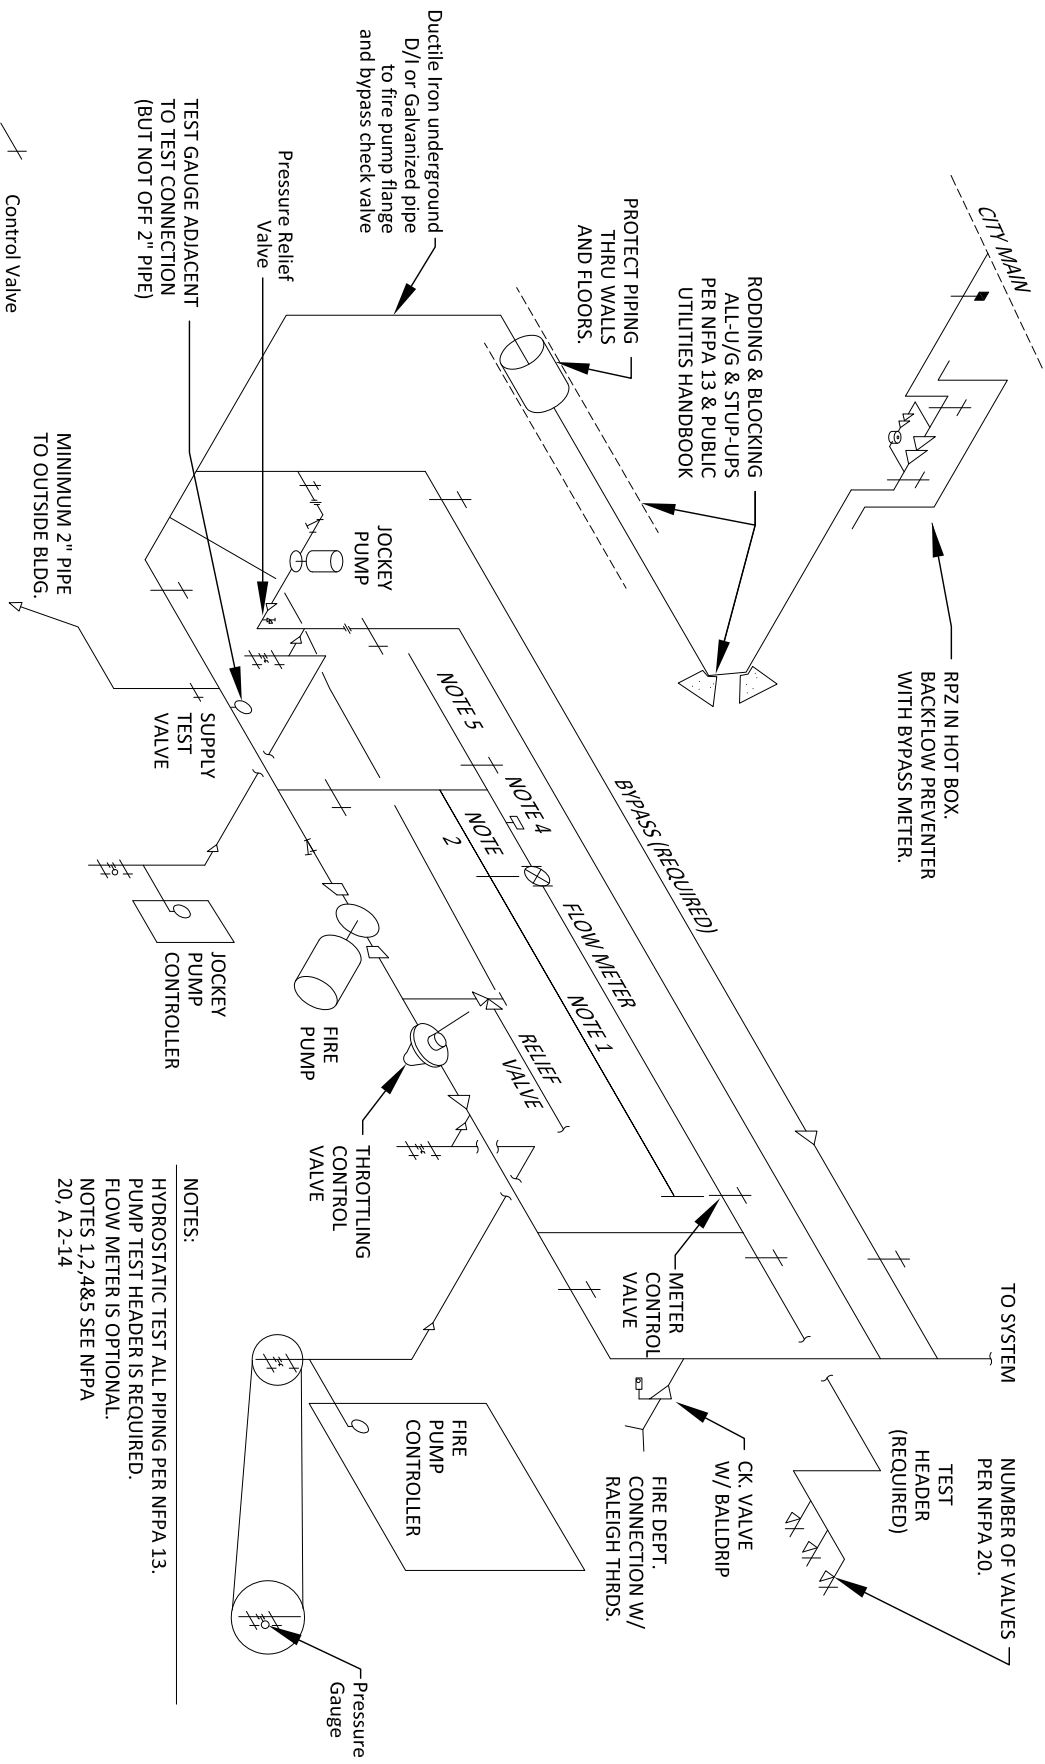 CITY MAIN
RPZ IN HOT BOX.
BACKFLOW PREVENTER
WITH BYPASS METER.
RODDING & BLOCKING
ALL-U/G & STUP-UPS
PER NFPA 13 & PUBLIC
UTILITIES HANDBOOK
PROTECT PIPING
THRU WALLS
AND FLOORS.
Ductile Iron underground
D/I or Galvanized pipe
to fire pump flange
and bypass check valve
Pressure Relief
Valve
TEST GAUGE ADJACENT
TO TEST CONNECTION
(BUT NOT OFF 2" PIPE)
Control Valve
MINIMUM 2" PIPE
TO OUTSIDE BLDG.
JOCKEY
PUMP
SUPPLY
TEST
VALVE
JOCKEY
PUMP
CONTROLLER
NOTE 5
NOTE 4
NOTE
2
BYPASS (REQUIRED)
FLOW METER
NOTE 1
RELIEF
VALVE
FIRE
PUMP
THROTTLING
CONTROL
VALVE
METER
CONTROL
VALVE
TO SYSTEM
NUMBER OF VALVES
PER NFPA 20.
TEST
HEADER
(REQUIRED)
CK. VALVE
W/ BALLDRIP
FIRE DEPT.
CONNECTION W/
RALEIGH THRDS.
FIRE
PUMP
CONTROLLER
Pressure
Gauge
NOTES:
HYDROSTATIC TEST ALL PIPING PER NFPA 13.
PUMP TEST HEADER IS REQUIRED.
FLOW METER IS OPTIONAL.
NOTES 1,2,4&5 SEE NFPA
20, A 2-14